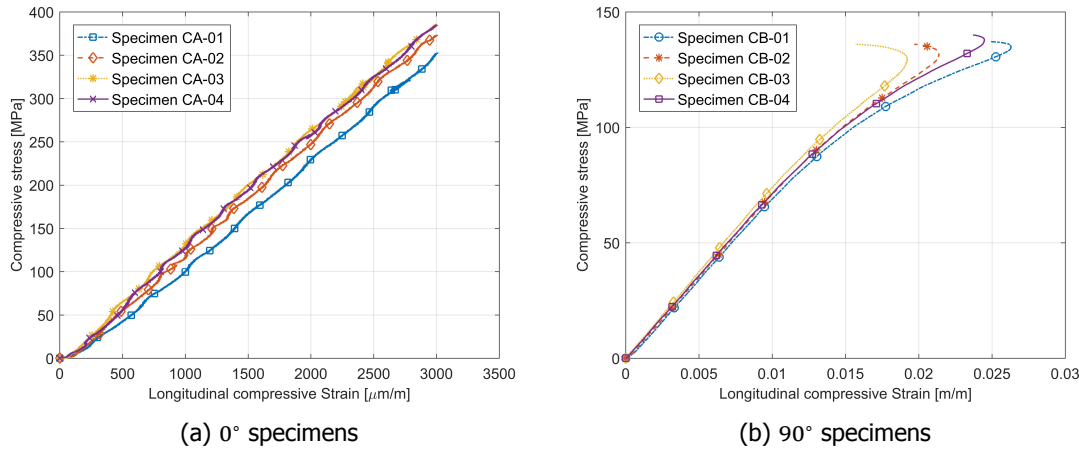 400
350
300
250
200
150
100
50
0
Compressive stress [MPa]
Specimen CA-01
Specimen CA-02
Specimen CA-03
Specimen CA-04
0 500 1000 1500 2000 2500 3000 3500
Longitudinal compressive Strain [μm/m]
(a) 0° specimens
150
100
50
0
Compressive stress [MPa]
Specimen CB-01
Specimen CB-02
Specimen CB-03
Specimen CB-04
0 0.005 0.01 0.015 0.02 0.025 0.03
Longitudinal compressive Strain [m/m]
(b) 90° specimens